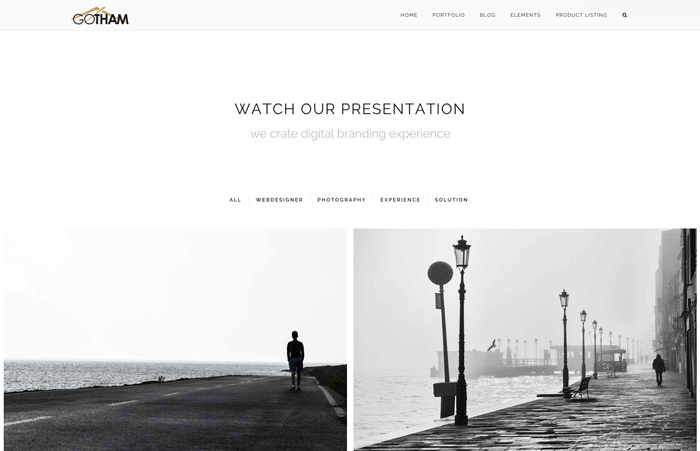 GOTHAM
HOME PORTFOLIO BLOG ELEMENTS PRODUCT LISTING
WATCH OUR PRESENTATION
we crate digital branding experience
ALL WEBDESIGNER PHOTOGRAPHY EXPERIENCE SOLUTION